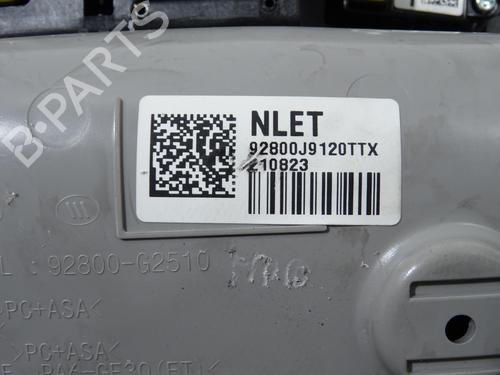 B-PARTS
NLET
92800J9120TTX
210823
92800-G2510
>PC+ASA<
>PC+ASA<